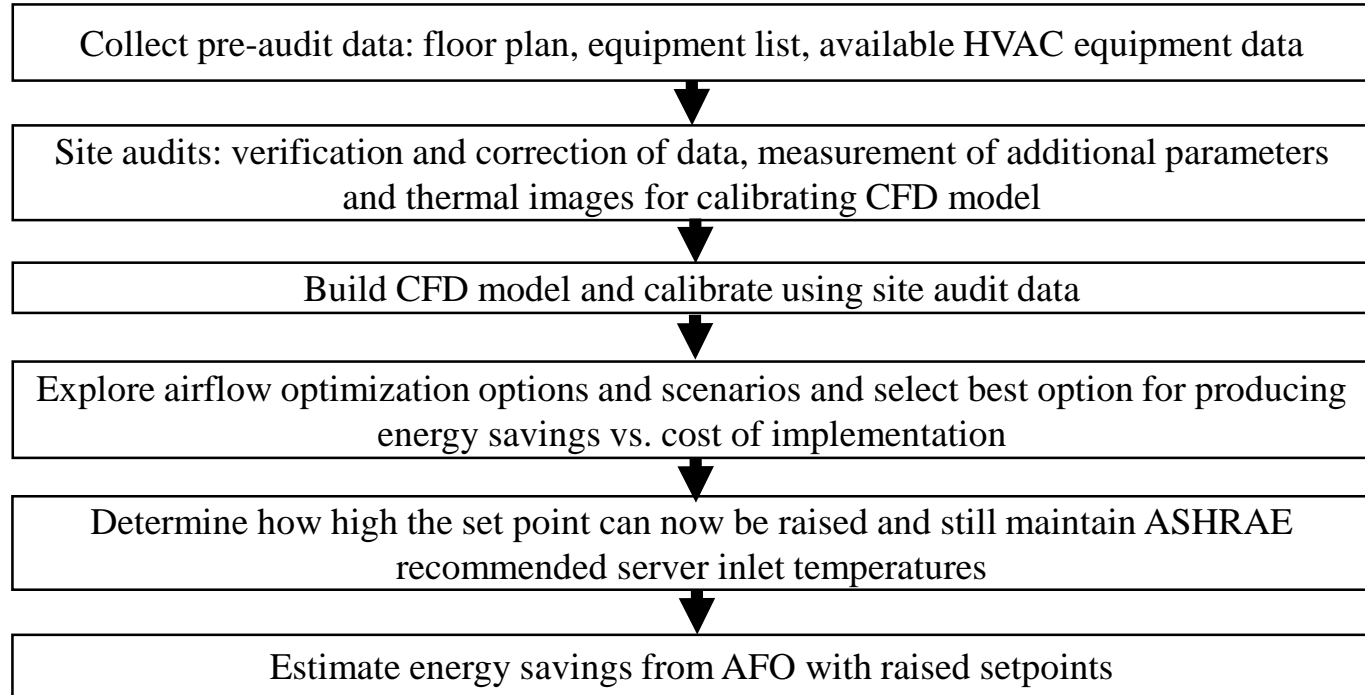 Collect pre-audit data: floor plan, equipment list, available HVAC equipment data
Site audits: verification and correction of data, measurement of additional parameters
and thermal images for calibrating CFD model
Build CFD model and calibrate using site audit data
Explore airflow optimization options and scenarios and select best option for producing
energy savings vs. cost of implementation
Determine how high the set point can now be raised and still maintain ASHRAE
recommended server inlet temperatures
Estimate energy savings from AFO with raised setpoints